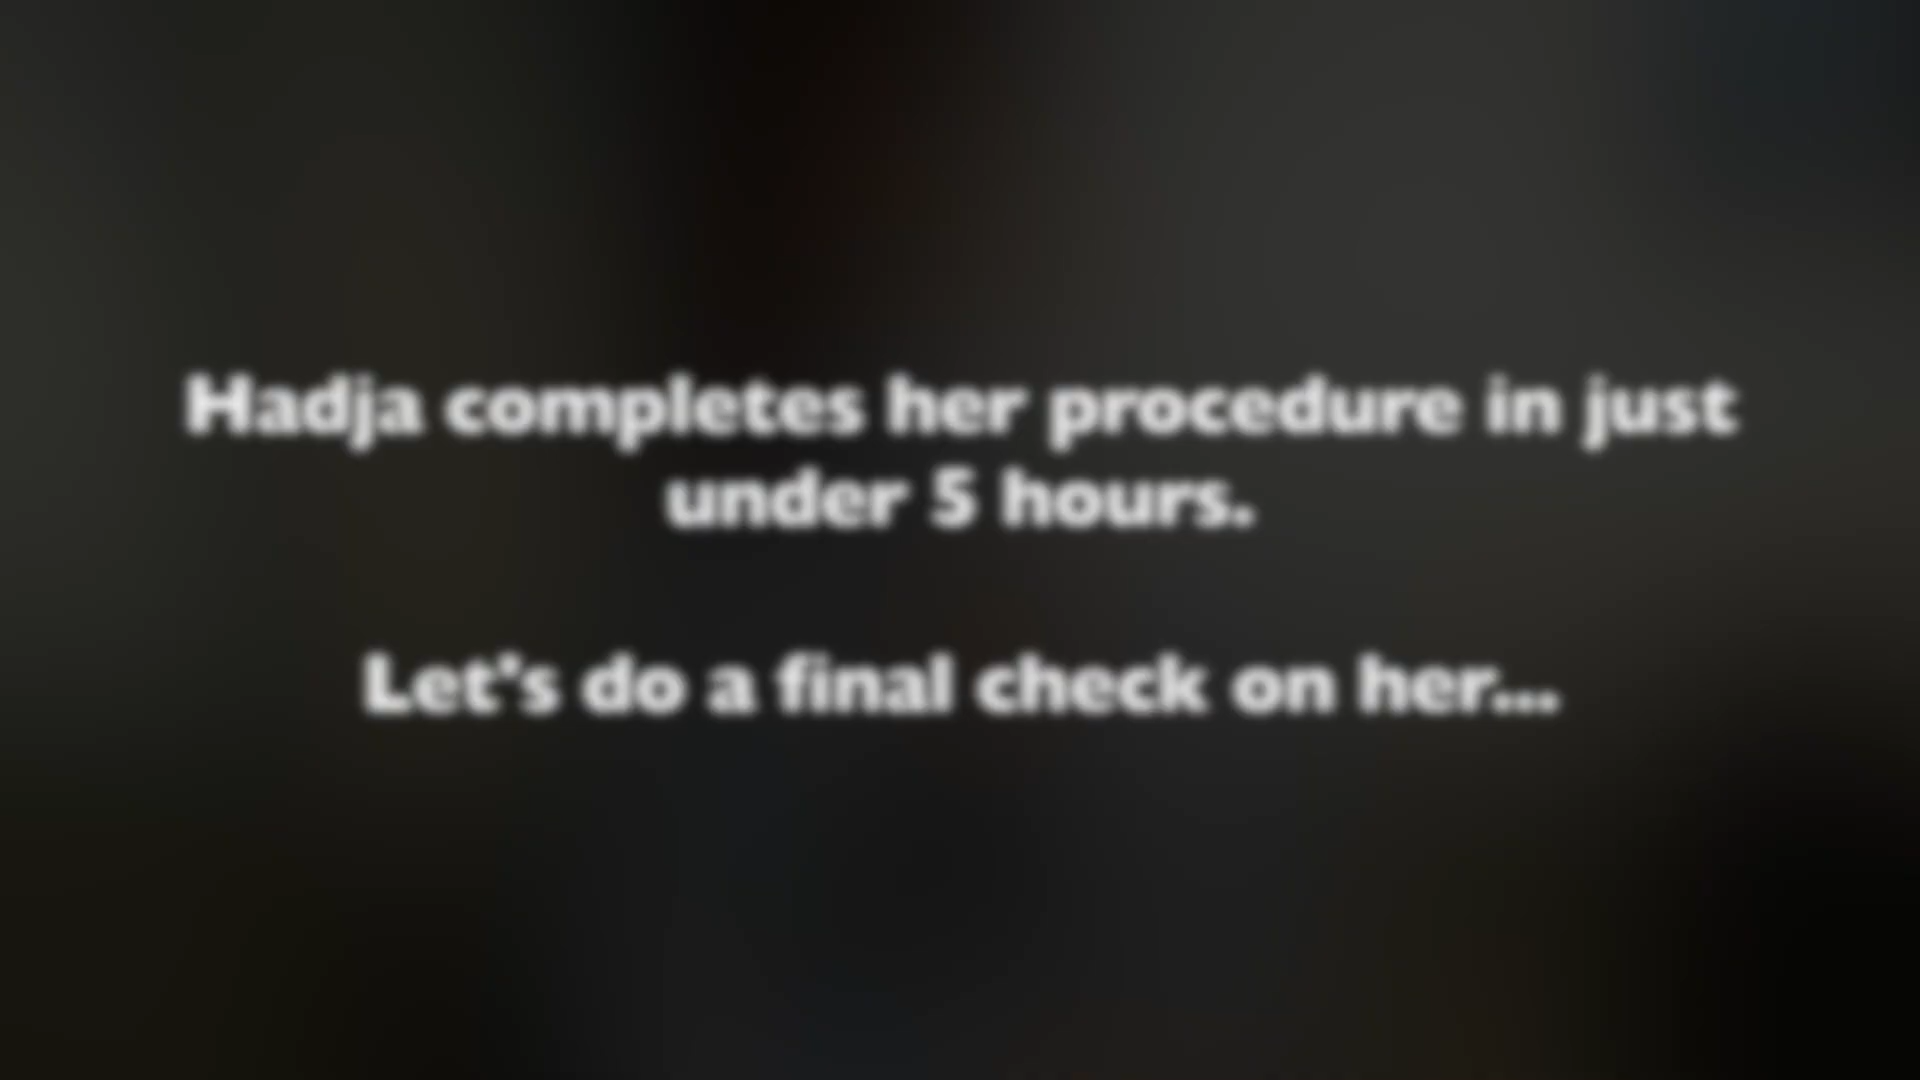 Hadja completes her procedure in just
under 5 hours.
Let's do a final check on her...